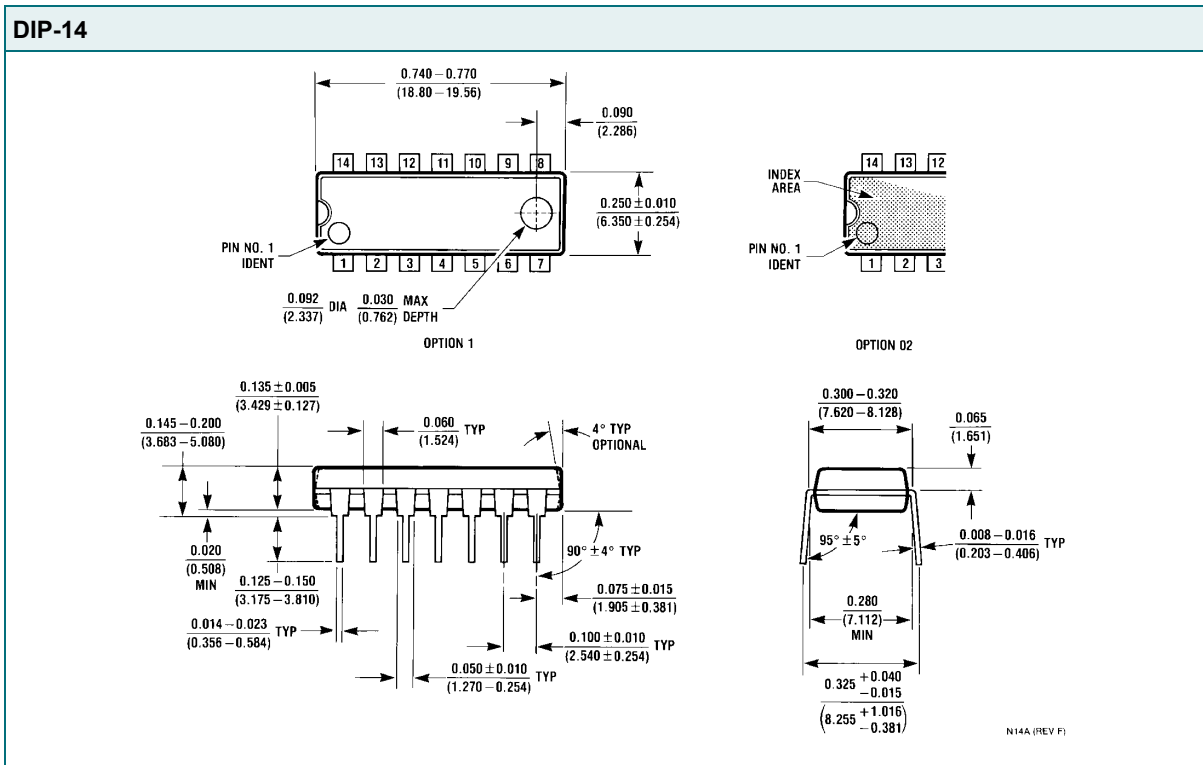 DIP-14
0.740 – 0.770
(18.80 – 19.56)
0.090
(2.286)
14 13 12 11 10 9 8
0.250 ± 0.010
(6.350 ± 0.254)
PIN NO. 1
IDENT
1 2 3 4 5 6 7
0.092
(2.337)
DIA
0.030
(0.762)
MAX
DEPTH
OPTION 1
14 13 12
INDEX
AREA
PIN NO. 1
IDENT
1 2 3
OPTION 02
0.135 ± 0.005
(3.429 ± 0.127)
0.145 – 0.200
(3.683 – 5.080)
0.060
(1.524)
TYP
4° TYP
OPTIONAL
0.020
(0.508)
MIN
0.125 – 0.150
(3.175 – 3.810)
90° ± 4° TYP
0.075 ± 0.015
(1.905 ± 0.381)
0.014 – 0.023
(0.356 – 0.584)
TYP
0.100 ± 0.010
(2.540 ± 0.254)
TYP
0.050 ± 0.010
(1.270 – 0.254)
TYP
0.300 – 0.320
(7.620 – 8.128)
0.065
(1.651)
95° ± 5°
0.008 – 0.016
(0.203 – 0.406)
TYP
0.280
(7.112)
MIN
0.325 +0.040
-0.015
(8.255 +1.016
-0.381)
N14A (REV F)